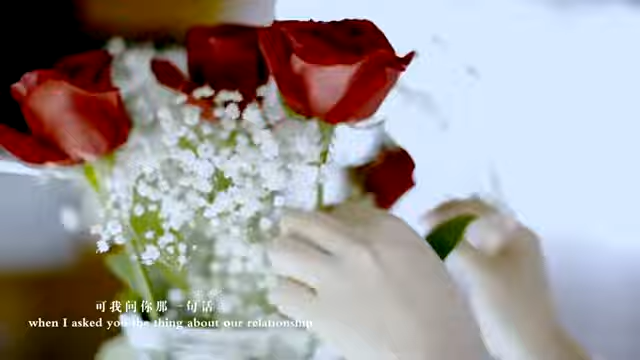 可我问你那一句话
when I asked you the thing about our relationship